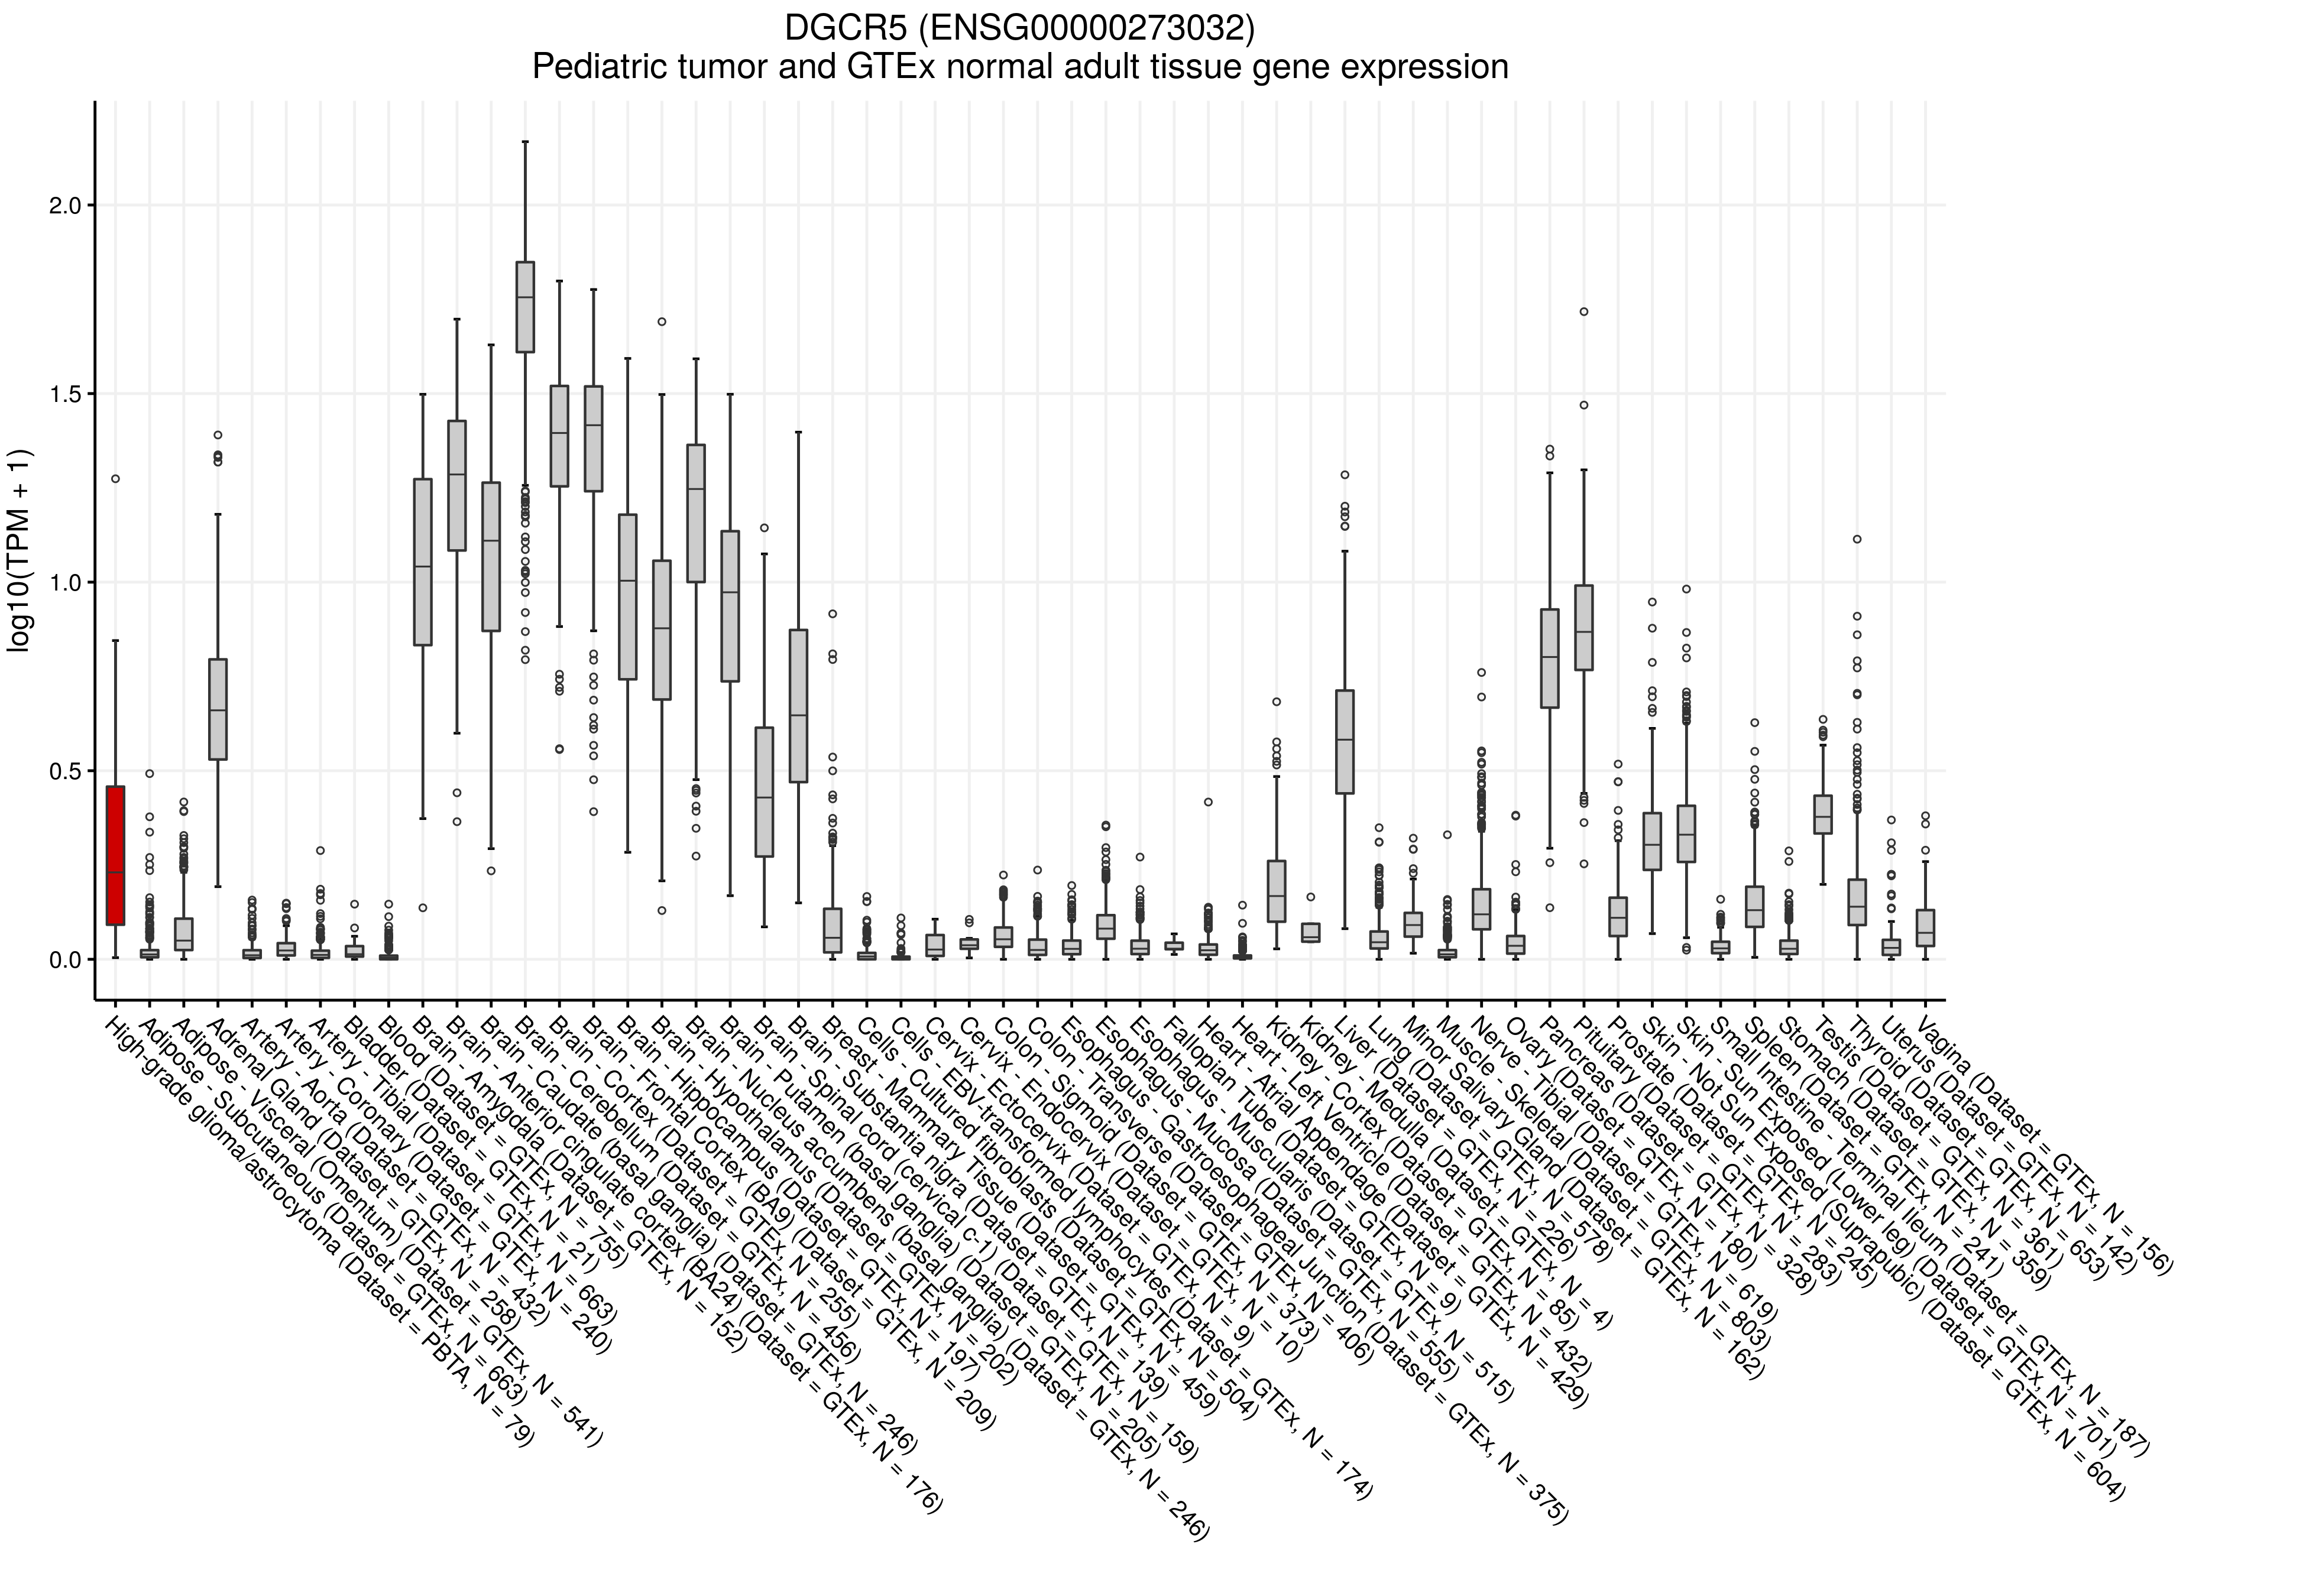 DGCR5 (ENSG00000273032)
Pediatric tumor and GTEx normal adult tissue gene expression
log10(TPM + 1)
2.0
1.5
1.0
0.5
0.0
High-grade glioma/astrocytoma (Dataset = PBTA, N = 79)
Adipose - Subcutaneous (Dataset = GTEx, N = 663)
Adipose - Visceral (Omentum) (Dataset = GTEx, N = 541)
Adrenal Gland (Dataset = GTEx, N = 258)
Artery - Aorta (Dataset = GTEx, N = 432)
Artery - Coronary (Dataset = GTEx, N = 240)
Artery - Tibial (Dataset = GTEx, N = 663)
Bladder (Dataset = GTEx, N = 21)
Blood (Dataset = GTEx, N = 755)
Brain - Amygdala (Dataset = GTEx, N = 152)
Brain - Anterior cingulate cortex (BA24) (Dataset = GTEx, N = 176)
Brain - Caudate (basal ganglia) (Dataset = GTEx, N = 246)
Brain - Cerebellum (Dataset = GTEx, N = 456)
Brain - Cortex (Dataset = GTEx, N = 255)
Brain - Frontal Cortex (BA9) (Dataset = GTEx, N = 209)
Brain - Hippocampus (Dataset = GTEx, N = 197)
Brain - Hypothalamus (Dataset = GTEx, N = 202)
Brain - Nucleus accumbens (basal ganglia) (Dataset = GTEx, N = 246)
Brain - Putamen (basal ganglia) (Dataset = GTEx, N = 205)
Brain - Spinal cord (cervical c-1) (Dataset = GTEx, N = 159)
Brain - Substantia nigra (Dataset = GTEx, N = 139)
Breast - Mammary Tissue (Dataset = GTEx, N = 459)
Cells - Cultured fibroblasts (Dataset = GTEx, N = 504)
Cells - EBV-transformed lymphocytes (Dataset = GTEx, N = 174)
Cervix - Ectocervix (Dataset = GTEx, N = 9)
Cervix - Endocervix (Dataset = GTEx, N = 10)
Colon - Sigmoid (Dataset = GTEx, N = 373)
Colon - Transverse (Dataset = GTEx, N = 406)
Esophagus - Gastroesophageal Junction (Dataset = GTEx, N = 375)
Esophagus - Mucosa (Dataset = GTEx, N = 555)
Esophagus - Muscularis (Dataset = GTEx, N = 515)
Fallopian Tube (Dataset = GTEx, N = 9)
Heart - Atrial Appendage (Dataset = GTEx, N = 429)
Heart - Left Ventricle (Dataset = GTEx, N = 432)
Kidney - Cortex (Dataset = GTEx, N = 85)
Kidney - Medulla (Dataset = GTEx, N = 4)
Liver (Dataset = GTEx, N = 226)
Lung (Dataset = GTEx, N = 578)
Minor Salivary Gland (Dataset = GTEx, N = 162)
Muscle - Skeletal (Dataset = GTEx, N = 803)
Nerve - Tibial (Dataset = GTEx, N = 619)
Ovary (Dataset = GTEx, N = 180)
Pancreas (Dataset = GTEx, N = 328)
Pituitary (Dataset = GTEx, N = 283)
Prostate (Dataset = GTEx, N = 245)
Skin - Not Sun Exposed (Suprapubic) (Dataset = GTEx, N = 604)
Skin - Sun Exposed (Lower leg) (Dataset = GTEx, N = 701)
Small Intestine - Terminal Ileum (Dataset = GTEx, N = 187)
Spleen (Dataset = GTEx, N = 241)
Stomach (Dataset = GTEx, N = 359)
Testis (Dataset = GTEx, N = 361)
Thyroid (Dataset = GTEx, N = 653)
Uterus (Dataset = GTEx, N = 142)
Vagina (Dataset = GTEx, N = 156)